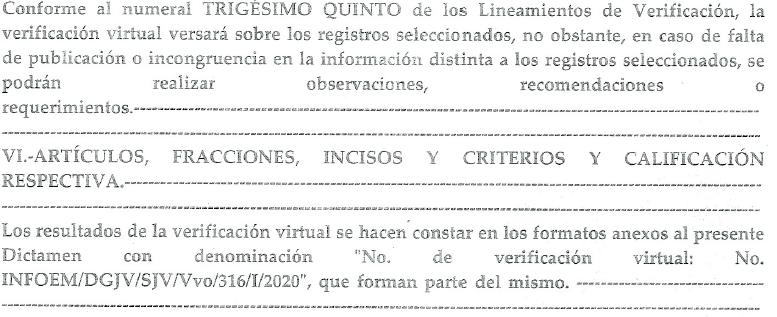 Conforme al numeral TRIGÉSIMO QUINTO de los Lineamientos de Verificación, la
verificación virtual versará sobre los registros seleccionados, no obstante, en caso de falta
de publicación o incongruencia en la información distinta a los registros seleccionados, se
podrán realizar observaciones, recomendaciones o
requerimientos.------------------------------------------------------------
------------------------------------------------------------
VI.-ARTÍCULOS, FRACCIONES, INCISOS Y CRITERIOS Y CALIFICACIÓN
RESPECTIVA.------------------------------------------------------------
------------------------------------------------------------
Los resultados de la verificación virtual se hacen constar en los formatos anexos al presente
Dictamen con denominación "No. de verificación virtual: No.
INFOEM/DGJV/SJV/Vvo/316/I/2020", que forman parte del mismo. ------------------------------
------------------------------------------------------------